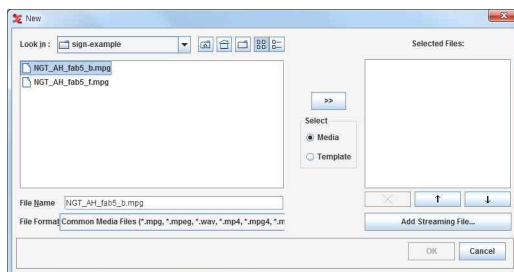 New
Look in : sign-example
Selected Files:
NGT_AH_fab5_b.mpg
NGT_AH_fab5_f.mpg
>>
Select
Media
Template
File Name NGT_AH_fab5_b.mpg
File Format Common Media Files (*.mpg, *.mpeg, *.wav, *.mp4, *.mpg4, *.m
Add Streaming File...
OK Cancel